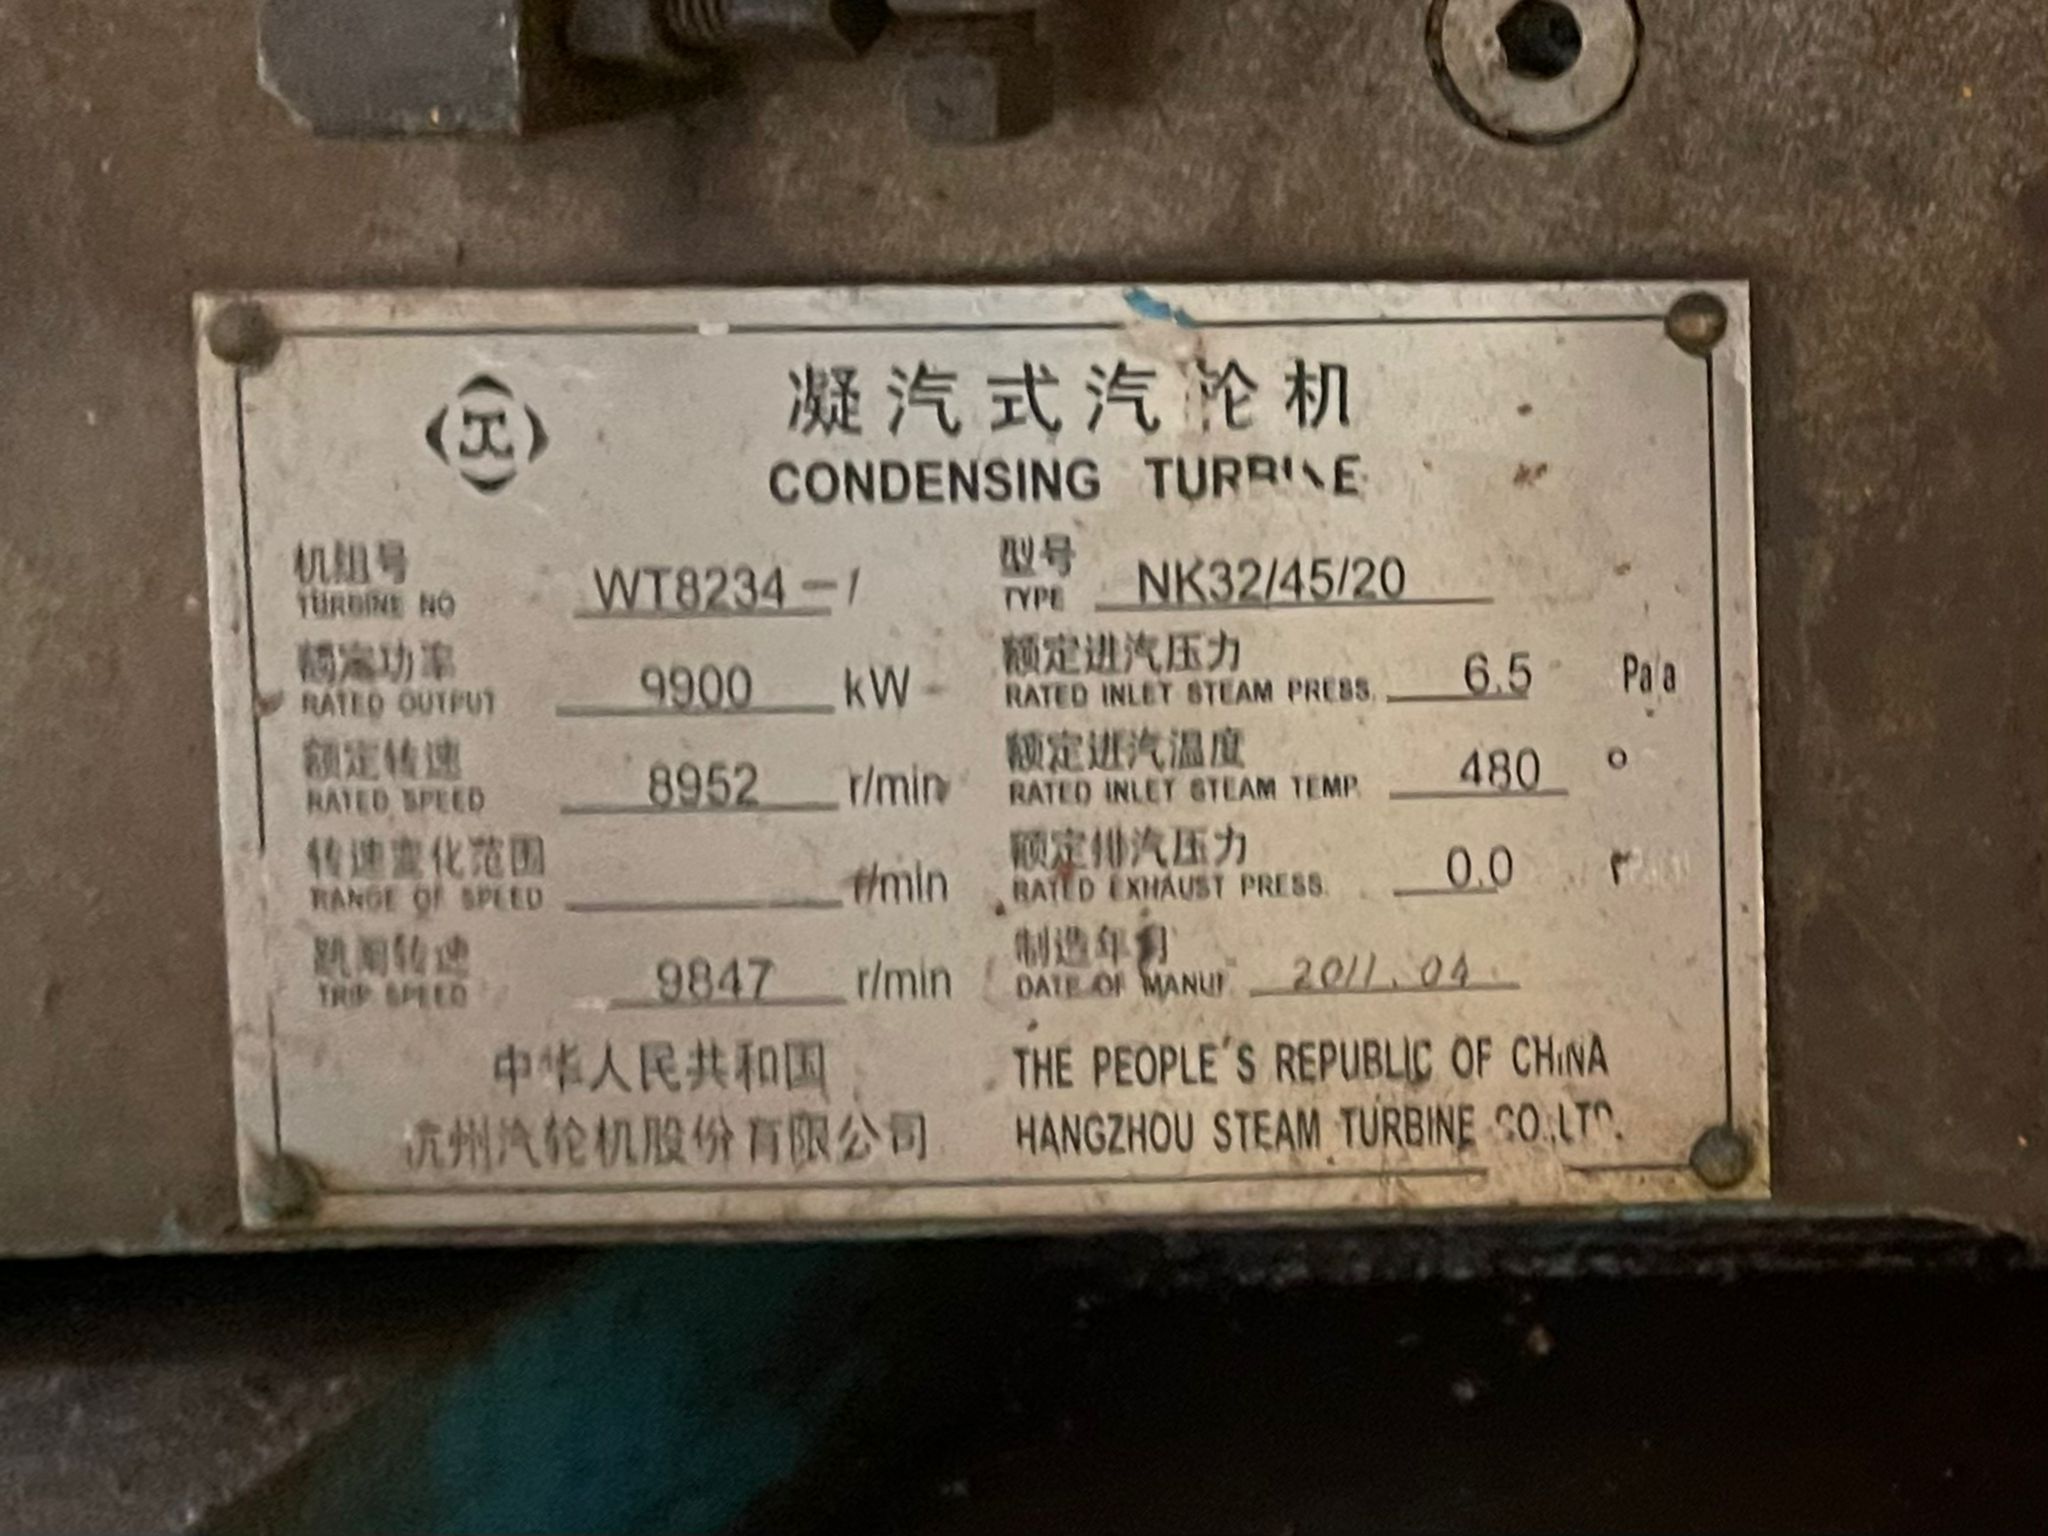 凝汽式汽轮机
CONDENSING TURBINE
机组号
TURBINE NO WT8234-1
型号
TYPE NK32/45/20
额定功率
RATED OUTPUT 9900 kW
额定进汽压力
RATED INLET STEAM PRESS. 6.5
额定转速
RATED SPEED 8952 r/min
额定进汽温度
RATED INLET STEAM TEMP. 480 °
转速变化范围
RANGE OF SPEED r/min
额定排汽压力
RATED EXHAUST PRESS. 0.0
跳闸转速
TRIP SPEED 9847 r/min
制造年月
DATE OF MANUF. 2011.04
中华人民共和国
THE PEOPLE'S REPUBLIC OF CHINA
杭州汽轮机股份有限公司
HANGZHOU STEAM TURBINE CO.,LTD.